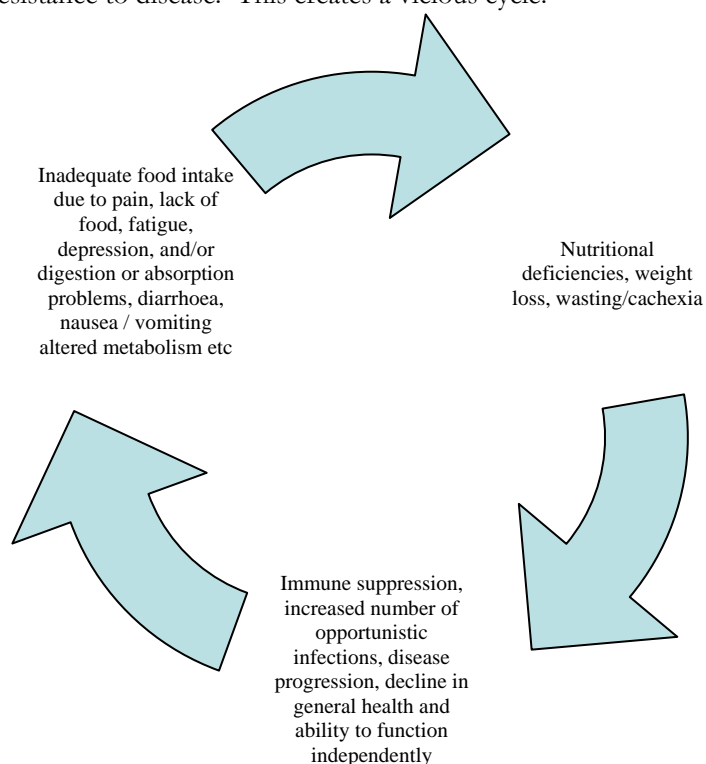 resistance to disease. This creates a vicious cycle.
Inadequate food intake
due to pain, lack of
food, fatigue,
depression, and/or
digestion or absorption
problems, diarrhoea,
nausea / vomiting
altered metabolism etc
Nutritional
deficiencies, weight
loss, wasting/cachexia
Immune suppression,
increased number of
opportunistic
infections, disease
progression, decline in
general health and
ability to function
independently